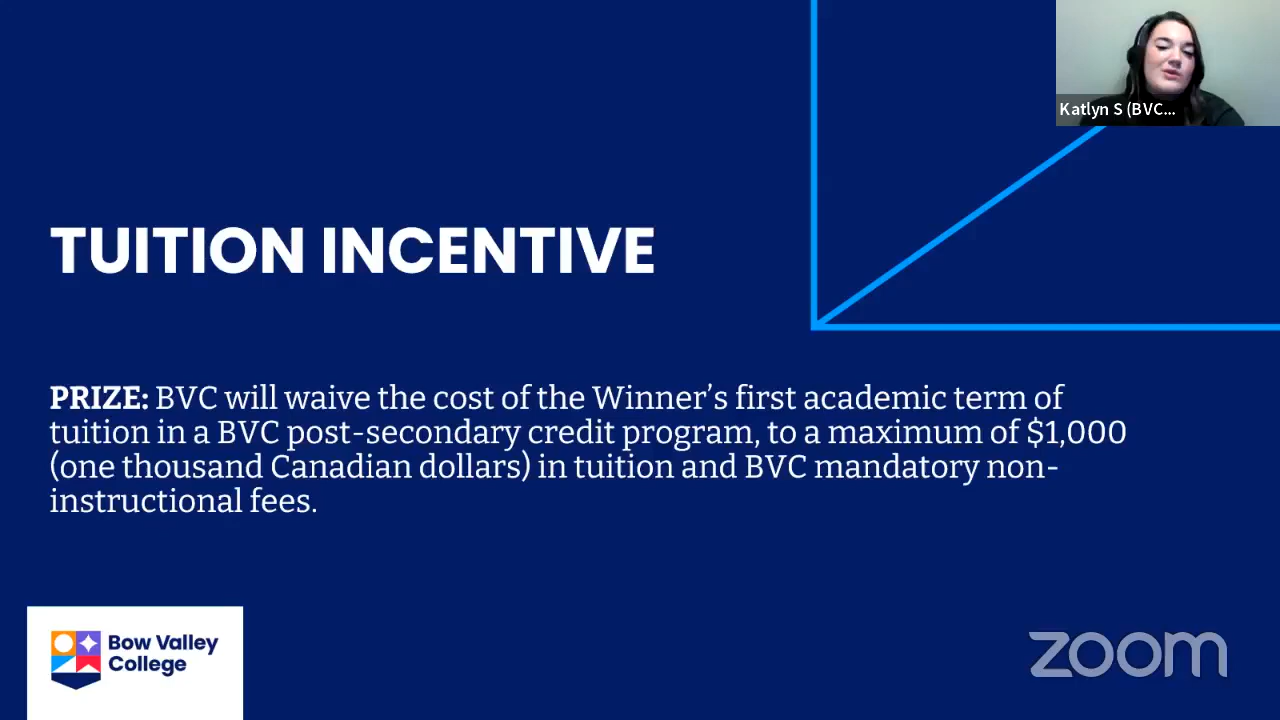 Katlyn S (BVC...
TUITION INCENTIVE
PRIZE: BVC will waive the cost of the Winner’s first academic term of
tuition in a BVC post-secondary credit program, to a maximum of $1,000
(one thousand Canadian dollars) in tuition and BVC mandatory non-
instructional fees.
Bow Valley
College
zoom